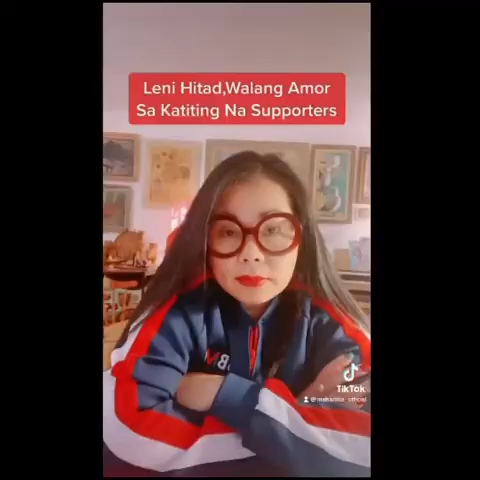 Leni Hitad,Walang Amor
Sa Katiting Na Supporters
TikTok